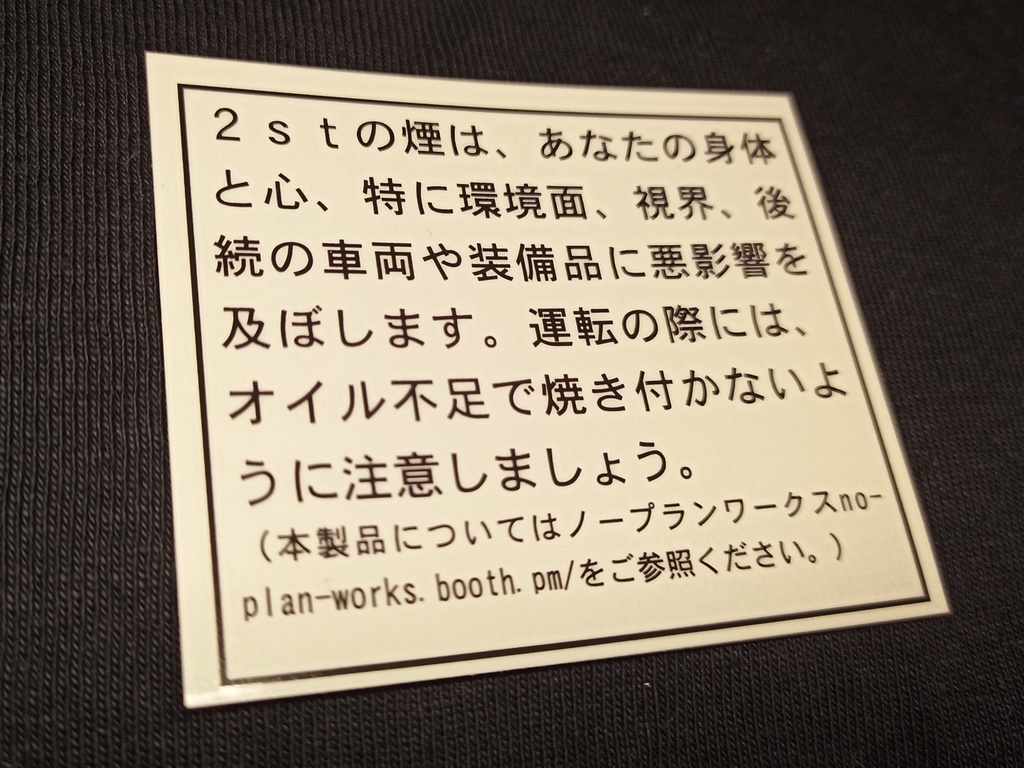 2stの煙は、あなたの身体
と心、特に環境面、視界、後
続の車両や装備品に悪影響を
及ぼします。運転の際には、
オイル不足で焼き付かないよ
うに注意しましょう。
（本製品についてはノープランワークスno-
plan-works.booth.pm/をご参照ください。）